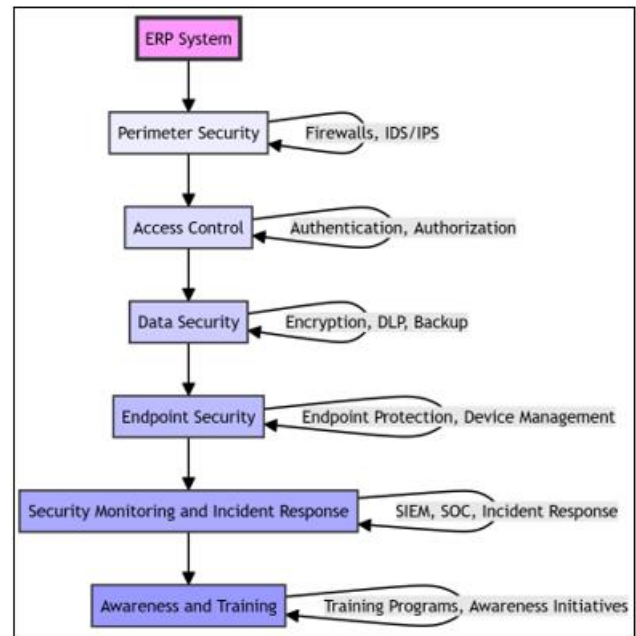 ERP System
Perimeter Security
Firewalls, IDS/IPS
Access Control
Authentication, Authorization
Data Security
Encryption, DLP, Backup
Endpoint Security
Endpoint Protection, Device Management
Security Monitoring and Incident Response
SIEM, SOC, Incident Response
Awareness and Training
Training Programs, Awareness Initiatives